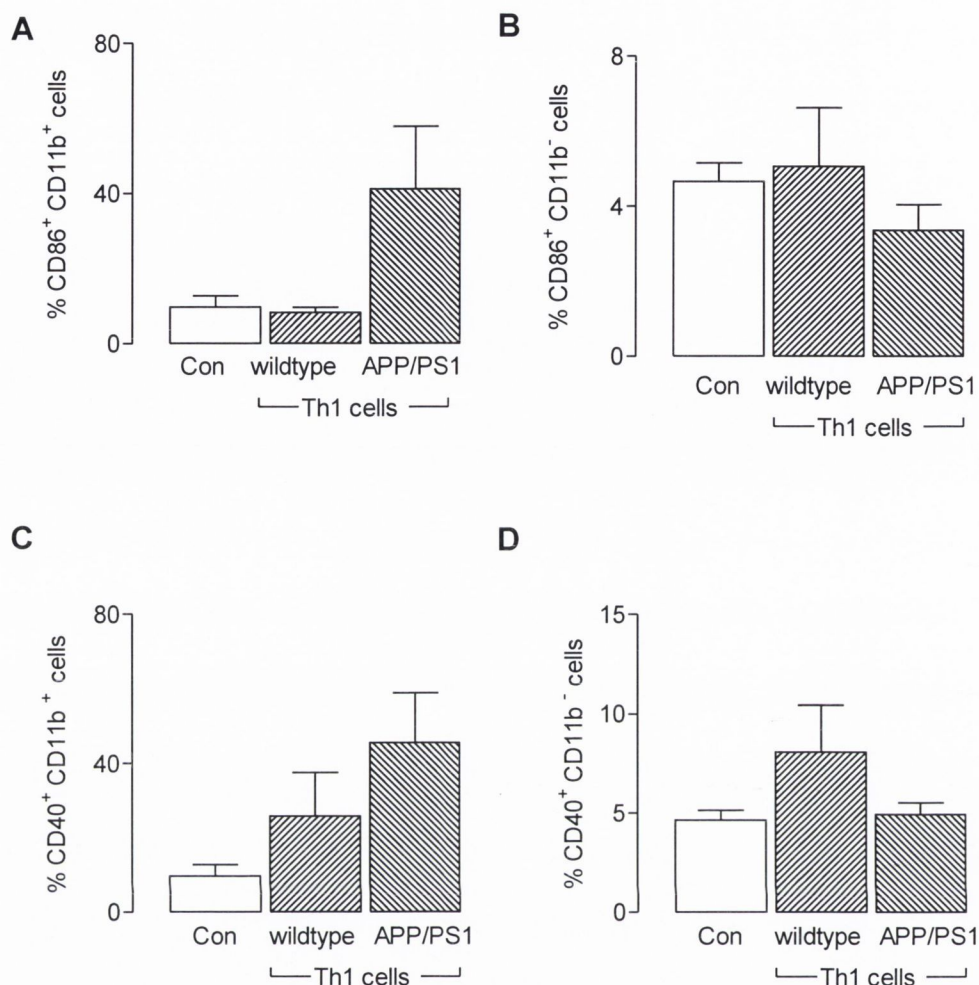 A
% CD86+ CD11b+ cells
80
40
0
Con wildtype APP/PS1
Th1 cells
B
% CD86+ CD11b- cells
8
4
0
Con wildtype APP/PS1
Th1 cells
C
% CD40+ CD11b + cells
80
40
0
Con wildtype APP/PS1
Th1 cells
D
% CD40+ CD11b - cells
15
10
5
0
Con wildtype APP/PS1
Th1 cells